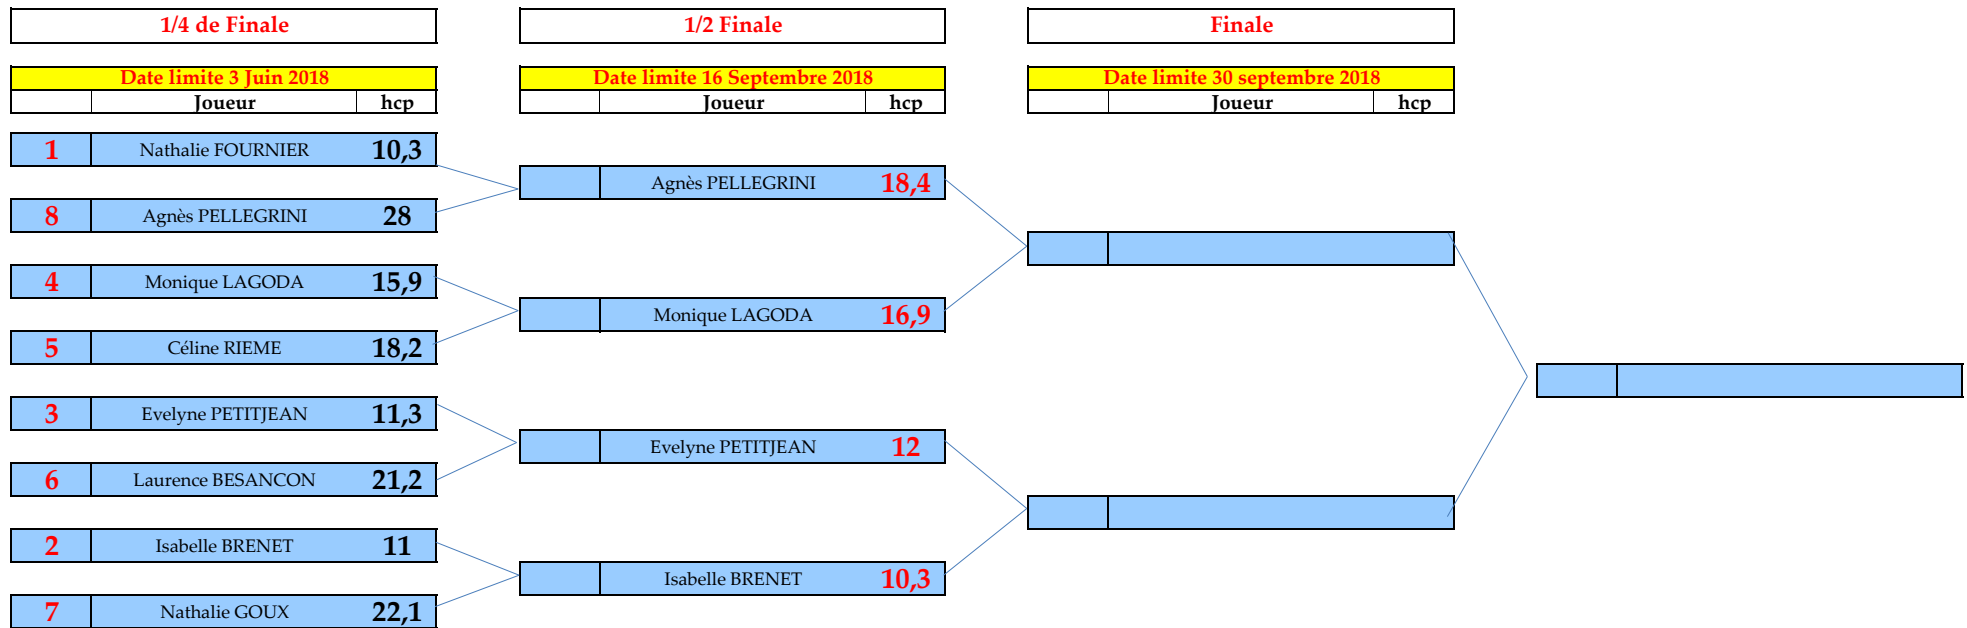 1/4 de Finale 1/2 Finale Finale
Date limite 3 Juin 2018 Date limite 16 Septembre 2018 Date limite 30 septembre 2018
Joueur hcp Joueur hcp Joueur hcp
1 Nathalie FOURNIER 10,3
Agnès PELLEGRINI 18,4
8 Agnès PELLEGRINI 28
4 Monique LAGODA 15,9
Monique LAGODA 16,9
5 Céline RIEME 18,2
3 Evelyne PETITJEAN 11,3
Evelyne PETITJEAN 12
6 Laurence BESANCON 21,2
2 Isabelle BRENET 11
Isabelle BRENET 10,3
7 Nathalie GOUX 22,1